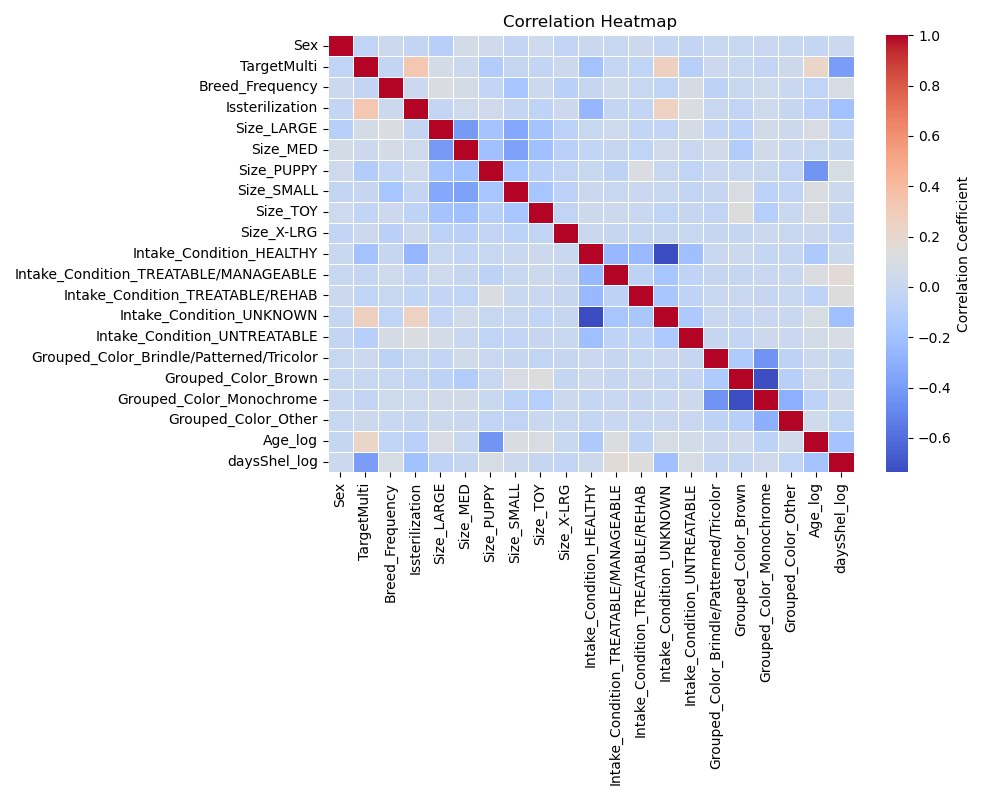 Correlation Heatmap
Sex
TargetMulti
Breed_Frequency
Issterilization
Size_LARGE
Size_MED
Size_PUPPY
Size_SMALL
Size_TOY
Size_X-LRG
Intake_Condition_HEALTHY
Intake_Condition_TREATABLE/MANAGEABLE
Intake_Condition_TREATABLE/REHAB
Intake_Condition_UNKNOWN
Intake_Condition_UNTREATABLE
Grouped_Color_Brindle/Patterned/Tricolor
Grouped_Color_Brown
Grouped_Color_Monochrome
Grouped_Color_Other
Age_log
daysShel_log
Sex
TargetMulti
Breed_Frequency
Issterilization
Size_LARGE
Size_MED
Size_PUPPY
Size_SMALL
Size_TOY
Size_X-LRG
Intake_Condition_HEALTHY
Intake_Condition_TREATABLE/MANAGEABLE
Intake_Condition_TREATABLE/REHAB
Intake_Condition_UNKNOWN
Intake_Condition_UNTREATABLE
Grouped_Color_Brindle/Patterned/Tricolor
Grouped_Color_Brown
Grouped_Color_Monochrome
Grouped_Color_Other
Age_log
daysShel_log
1.0
0.8
0.6
0.4
0.2
0.0
−0.2
−0.4
−0.6
Correlation Coefficient